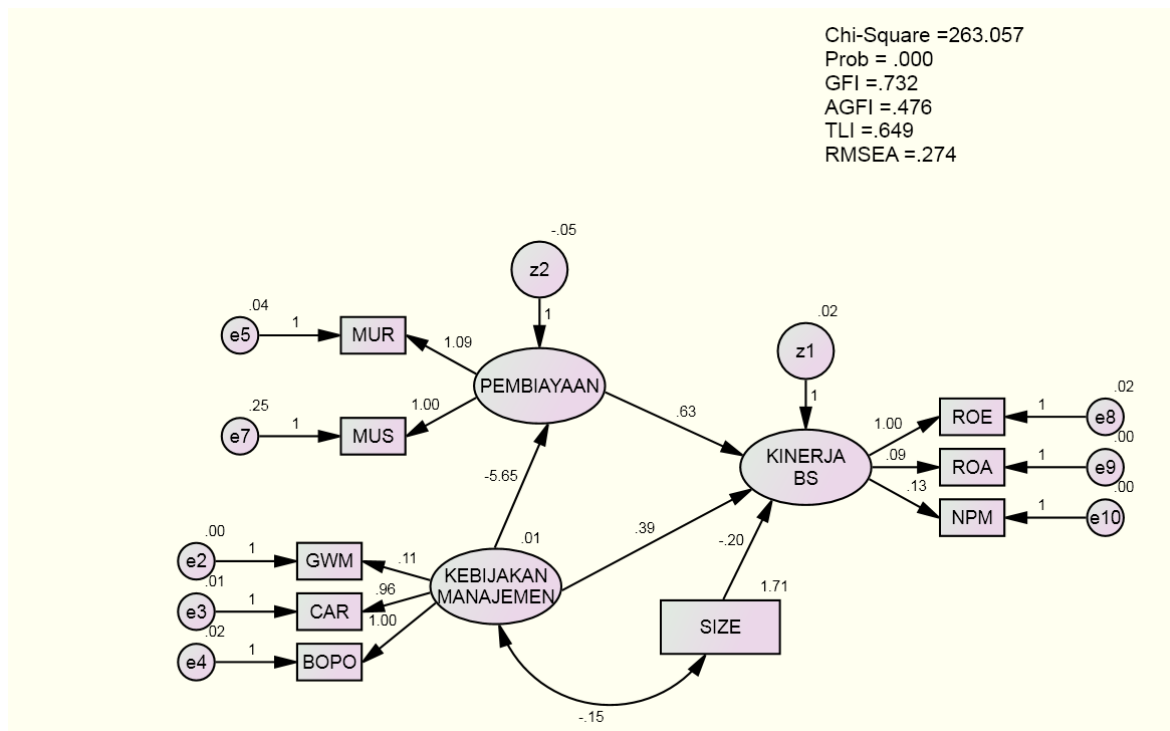 Chi-Square =263.057
Prob = .000
GFI =.732
AGFI =.476
TLI =.649
RMSEA =.274
-.05
z2
1
.04
e5
1
MUR
1.09
.02
z1
1
PEMBIAYAAN
.25
e7
1
MUS
1.00
.63
KINERJA
BS
1.00
ROE
1
e8
.02
.09
ROA
1
e9
.00
.13
NPM
1
e10
.00
-5.65
.39
-.20
.00
e2
1
GWM
.11
.01
KEBIJAKAN
MANAJEMEN
.01
e3
1
CAR
.96
.02
e4
1
BOPO
1.00
1.71
SIZE
-.15